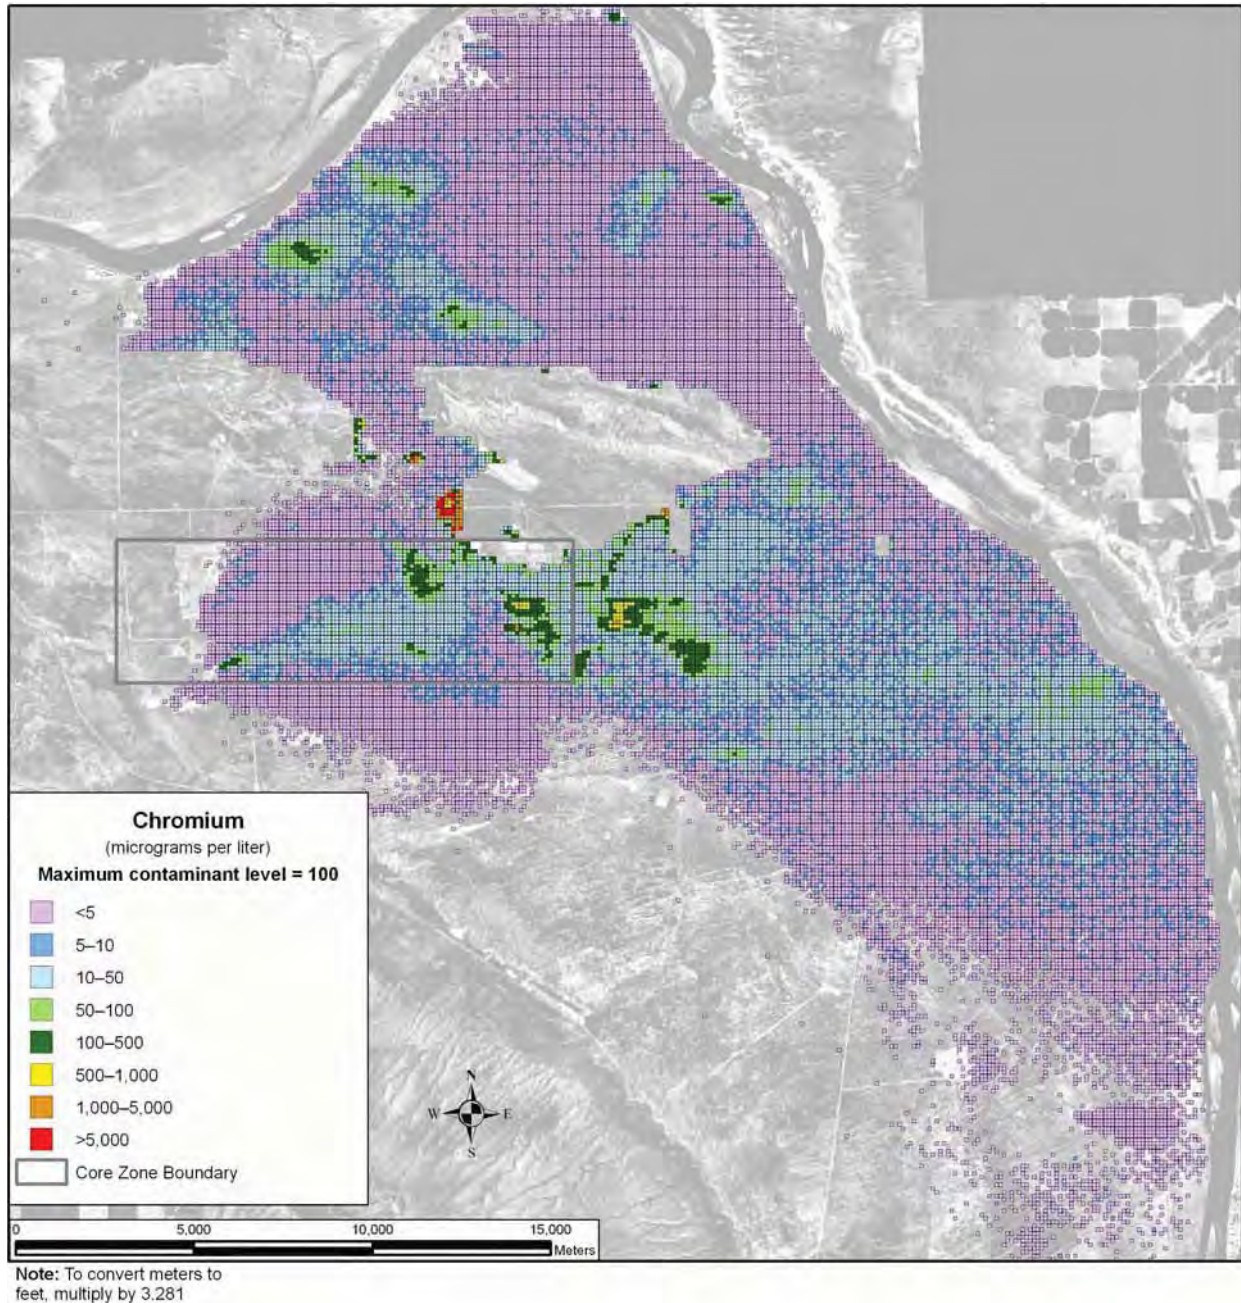 Chromium
(micrograms per liter)
Maximum contaminant level = 100
<5
5–10
10–50
50–100
100–500
500–1,000
1,000–5,000
>5,000
Core Zone Boundary
N
W E
S
0 5,000 10,000 15,000
Meters
Note: To convert meters to
feet, multiply by 3.281